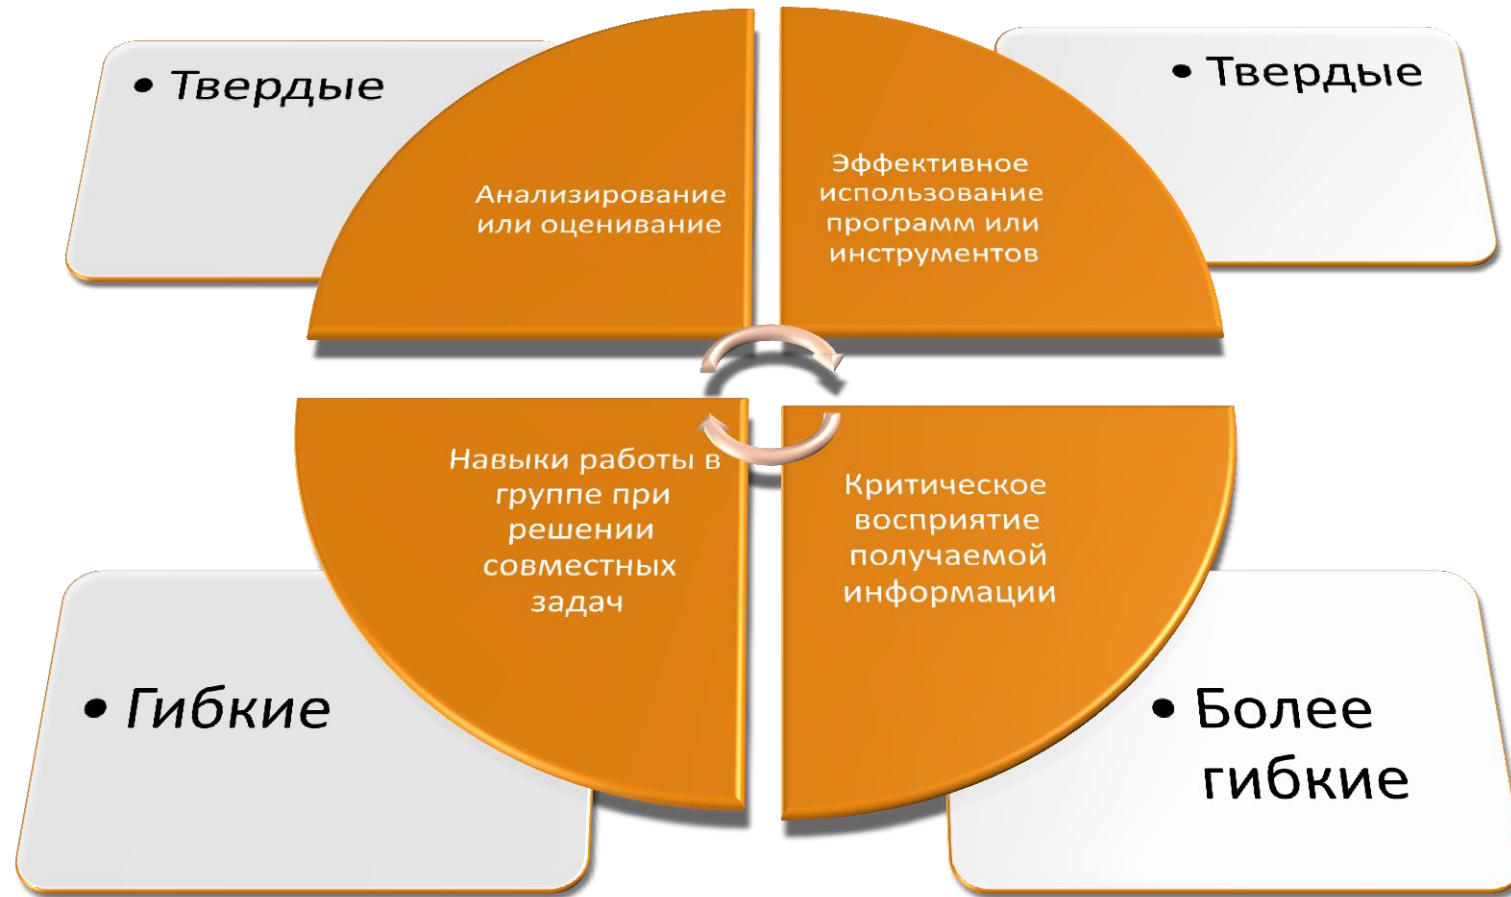 • Твердые
Анализирование
или оценивание
Эффективное
использование
программ или
инструментов
• Твердые
Навыки работы в
группе при
решении
совместных
задач
• Гибкие
Критическое
восприятие
получаемой
информации
• Более
гибкие